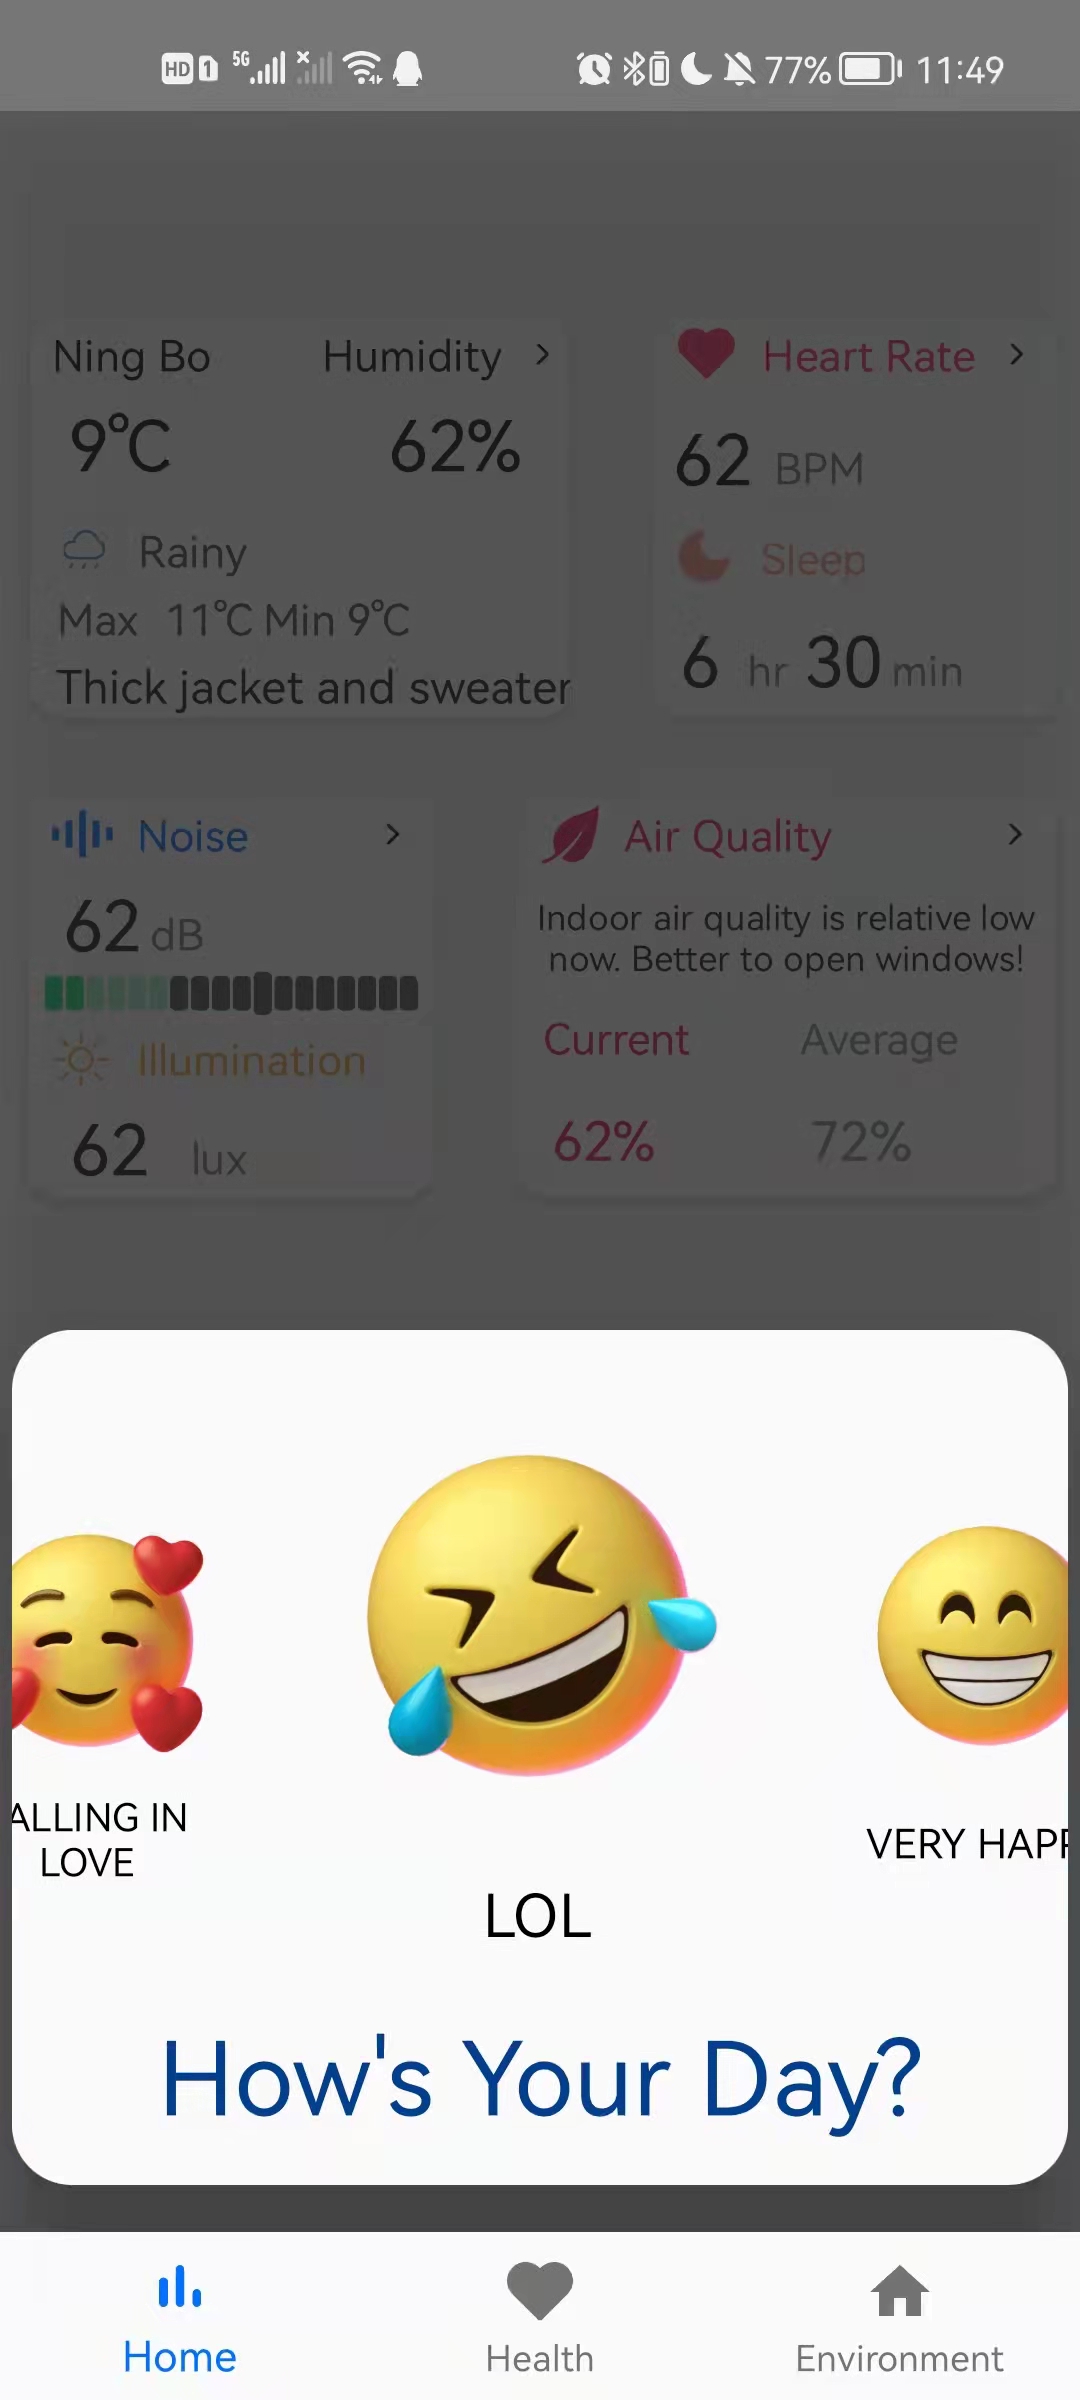 HD 1 5G 77% 11:49
Ning Bo Humidity >
9°C 62%
Rainy
Max 11°C Min 9°C
Thick jacket and sweater
Heart Rate >
62 BPM
Sleep
6 hr 30 min
Noise >
62 dB
Illumination
62 lux
Air Quality >
Indoor air quality is relative low
now. Better to open windows!
Current Average
62% 72%
ALLING IN
LOVE
LOL
VERY HAPP
How's Your Day?
Home Health Environment